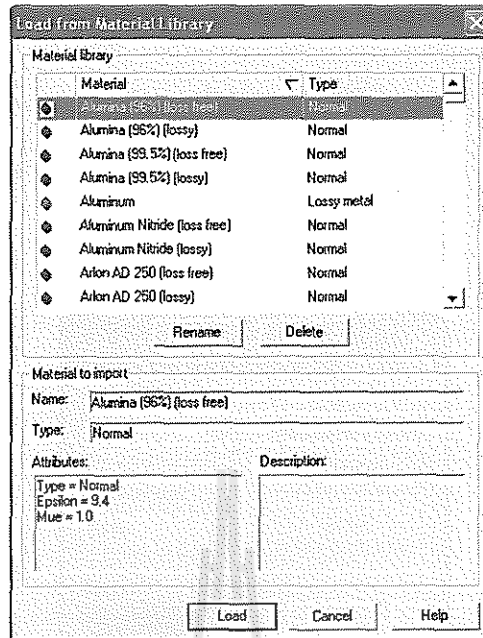 Load from Material Library
Material library
Material Type
Alumina (96%) (loss free) Normal
Alumina (96%) (lossy) Normal
Alumina (99.5%) (loss free) Normal
Alumina (99.5%) (lossy) Normal
Aluminum Lossy metal
Aluminum Nitride (loss free) Normal
Aluminum Nitride (lossy) Normal
Arlon AD 250 (loss free) Normal
Arlon AD 250 (lossy) Normal
Rename Delete
Material to import
Name: Alumina (96%) (loss free)
Type: Normal
Attributes: Description:
Type = Normal
Epsilon = 9.4
Mue = 1.0
Load Cancel Help